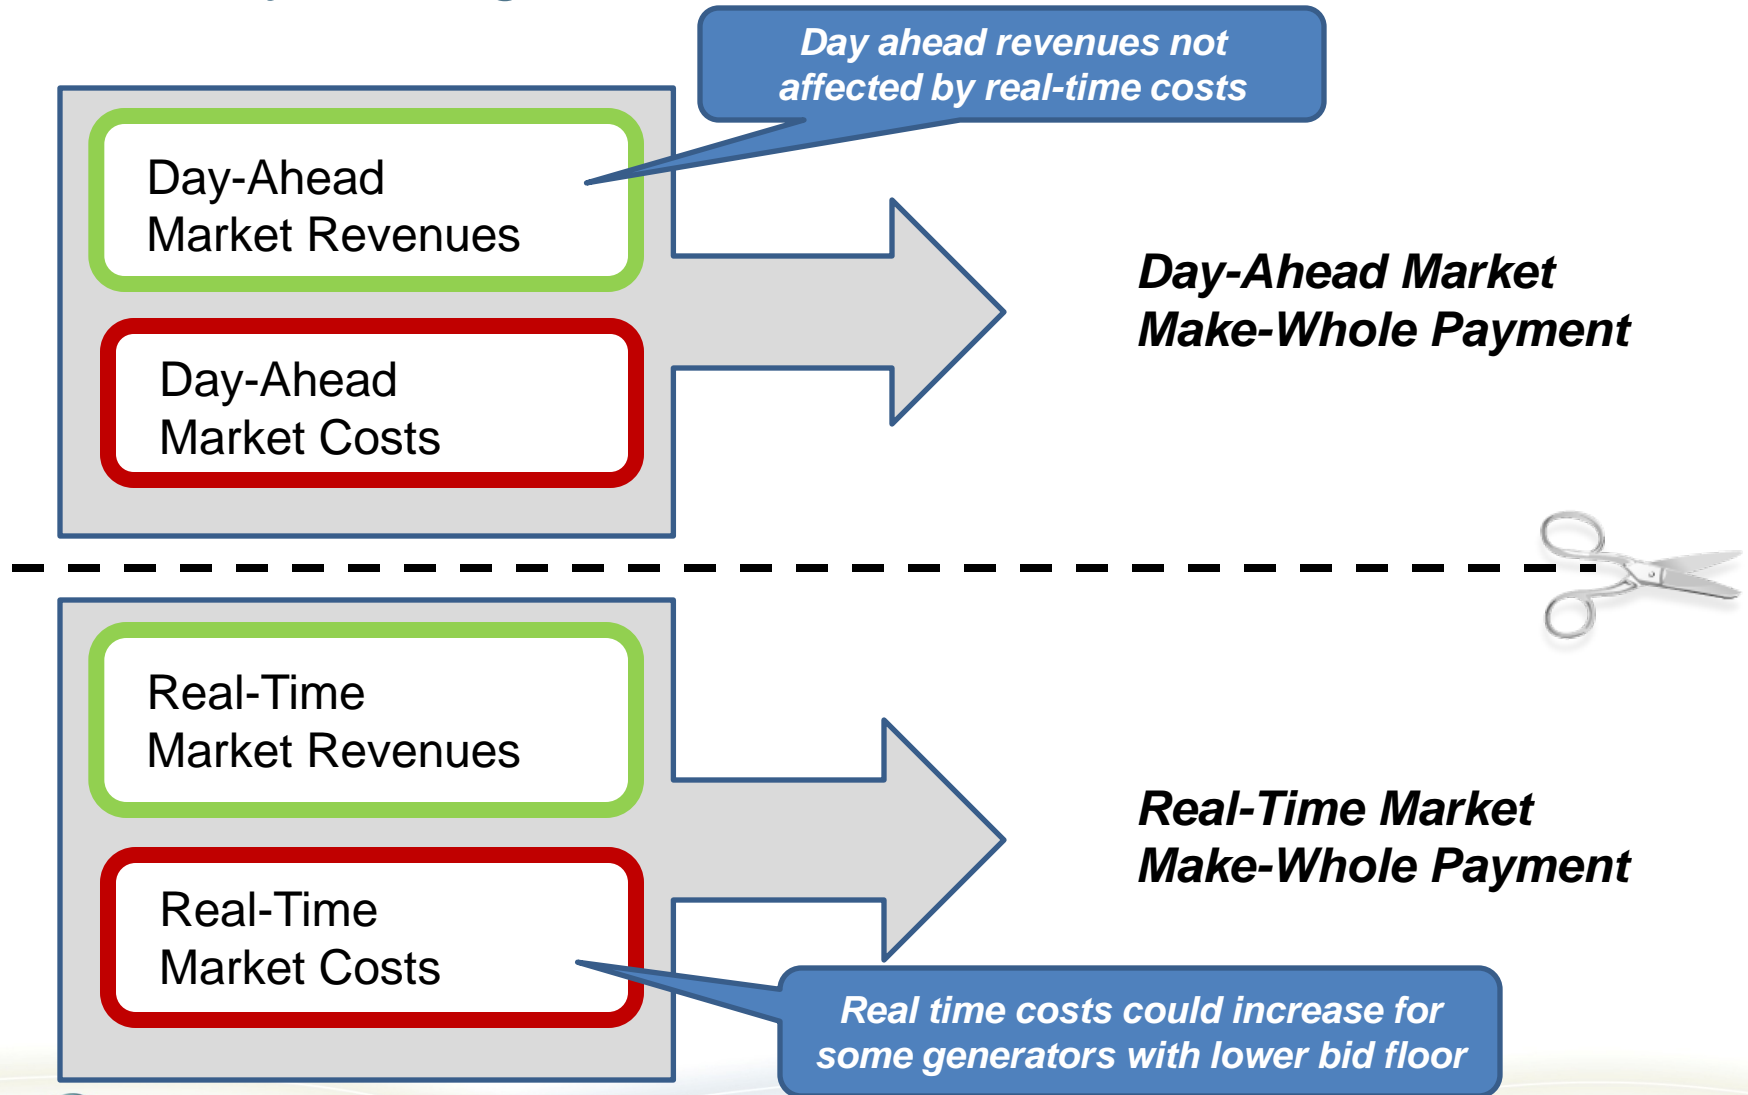 Day ahead revenues not
affected by real-time costs
Day-Ahead
Market Revenues
Day-Ahead
Market Costs
Day-Ahead Market
Make-Whole Payment
Real-Time
Market Revenues
Real-Time
Market Costs
Real-Time Market
Make-Whole Payment
Real time costs could increase for
some generators with lower bid floor